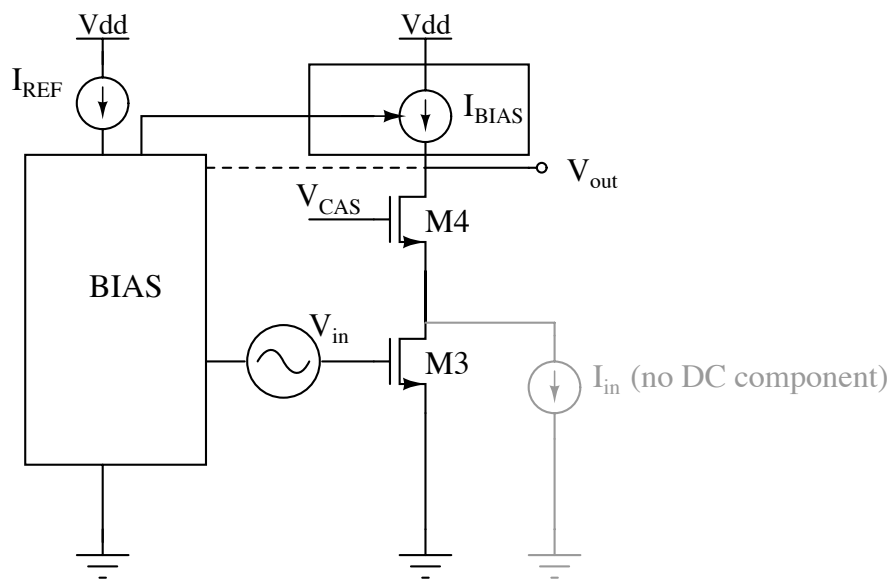 Vdd
Vdd
I_REF
I_BIAS
V_out
V_CAS
M4
BIAS
V_in
M3
I_in (no DC component)